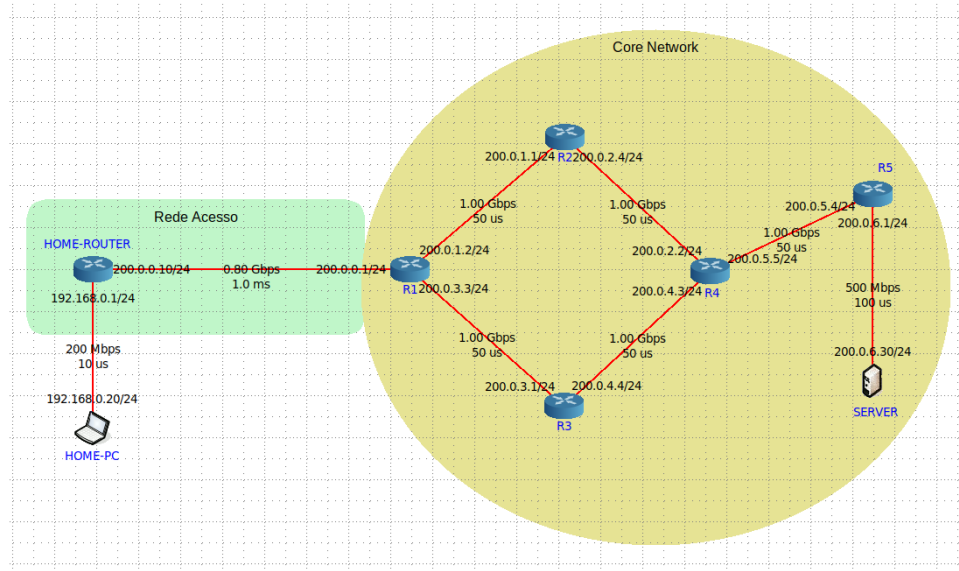 Core Network
200.0.1.1/24
R2
200.0.2.4/24
R5
1.00 Gbps
50 us
1.00 Gbps
50 us
200.0.5.4/24
200.0.6.1/24
1.00 Gbps
50 us
Rede Acesso
HOME-ROUTER
200.0.0.10/24
0.80 Gbps
1.0 ms
200.0.0.1/24
200.0.1.2/24
R1
200.0.3.3/24
200.0.2.2/24
200.0.5.5/24
200.0.4.3/24
R4
192.168.0.1/24
500 Mbps
100 us
200 Mbps
10 us
1.00 Gbps
50 us
1.00 Gbps
50 us
200.0.6.30/24
SERVER
200.0.3.1/24
200.0.4.4/24
R3
192.168.0.20/24
HOME-PC